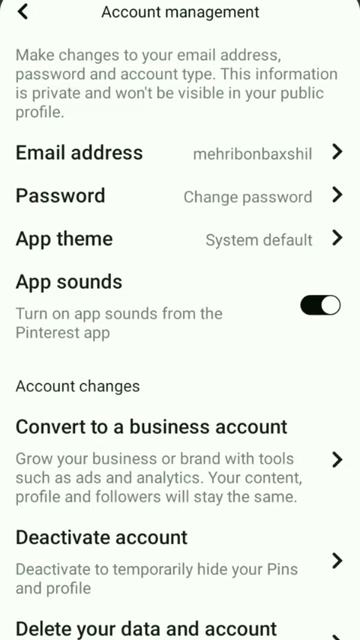 Account management
Make changes to your email address,
password and account type. This information
is private and won't be visible in your public
profile.
Email address mehribonbaxshil
Password Change password
App theme System default
App sounds
Turn on app sounds from the
Pinterest app
Account changes
Convert to a business account
Grow your business or brand with tools
such as ads and analytics. Your content,
profile and followers will stay the same.
Deactivate account
Deactivate to temporarily hide your Pins
and profile
Delete your data and account